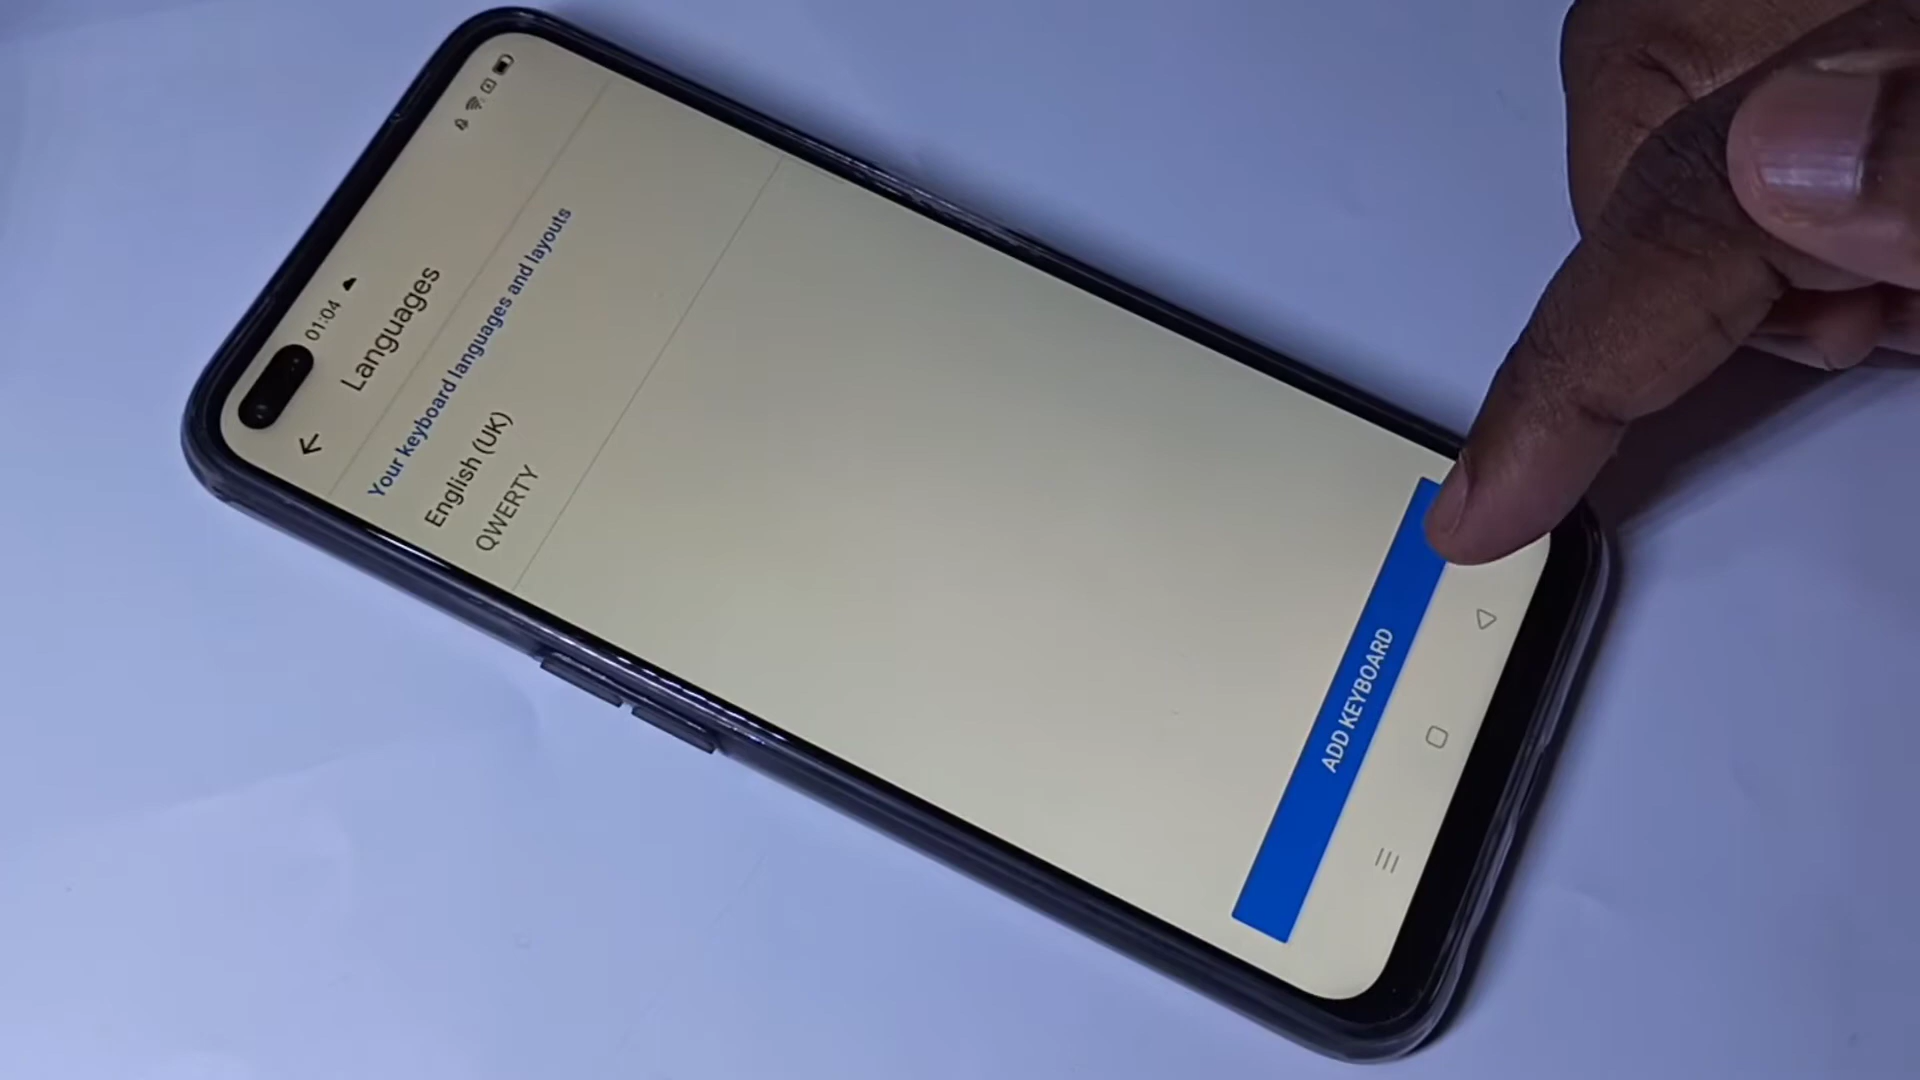 01:04
Languages
Your keyboard languages and layouts
English (UK)
QWERTY
ADD KEYBOARD